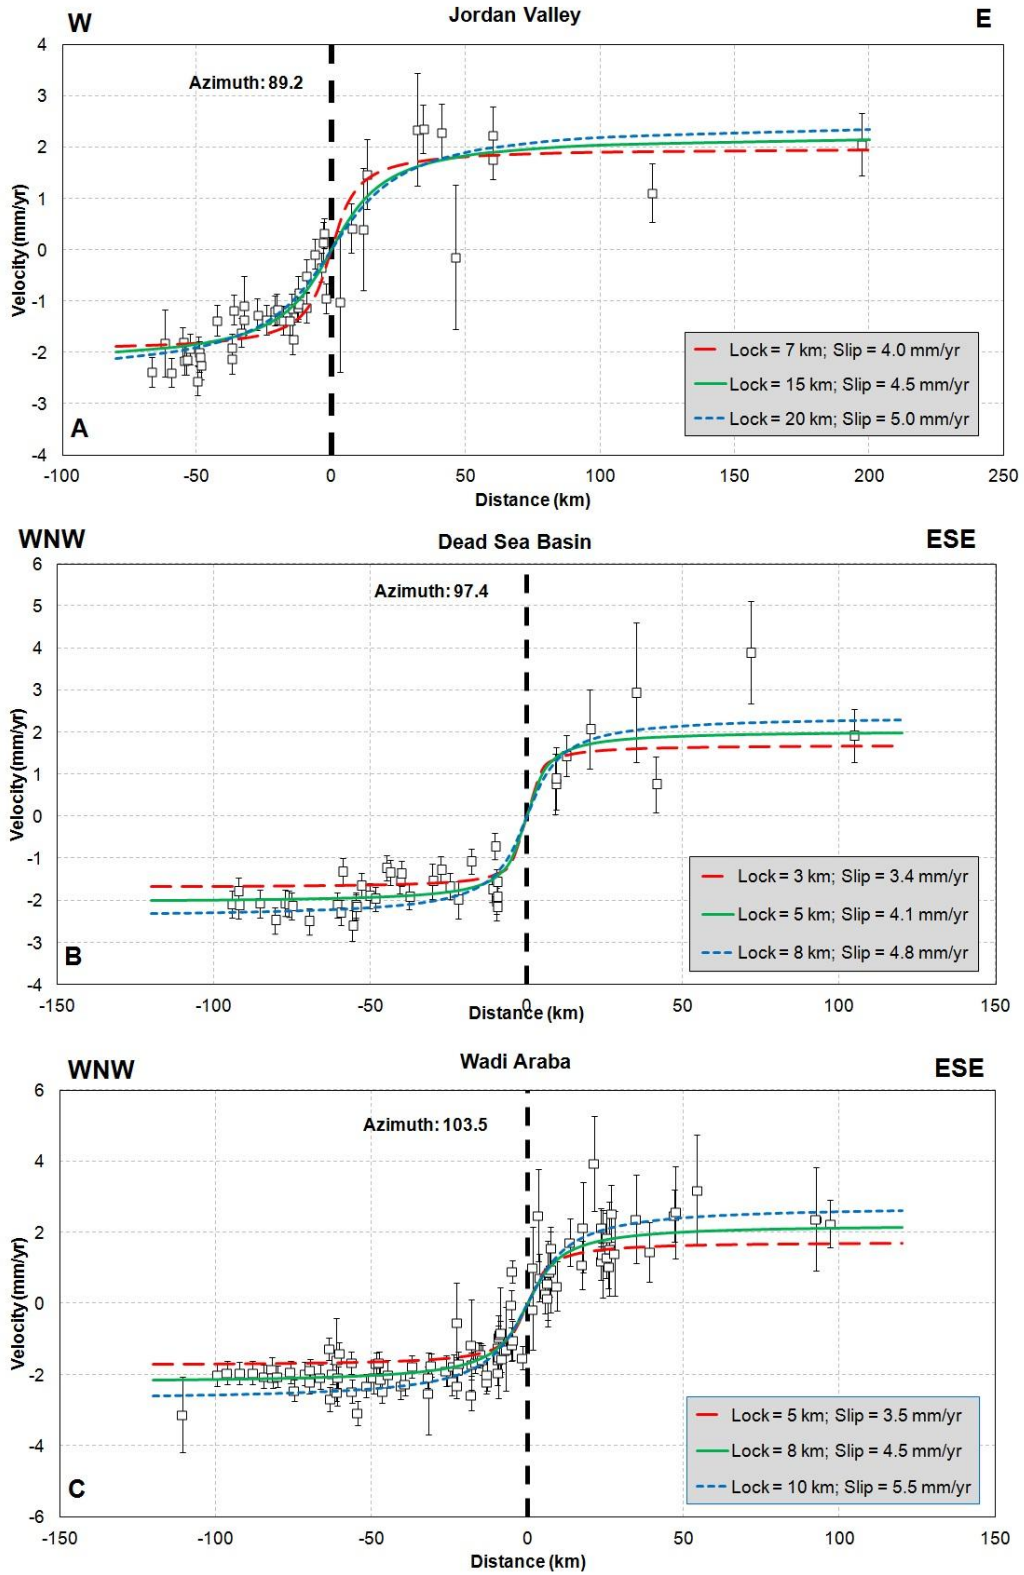 Jordan Valley
W
E
4
Azimuth: 89.2
3
2
1
0
-1
-2
-3
-4
Velocity (mm/yr)
Lock = 7 km; Slip = 4.0 mm/yr
Lock = 15 km; Slip = 4.5 mm/yr
Lock = 20 km; Slip = 5.0 mm/yr
A
-100
-50
0
50
100
150
200
250
Distance (km)
WNW
Dead Sea Basin
ESE
6
Azimuth: 97.4
5
4
3
2
1
0
-1
-2
-3
-4
Velocity (mm/yr)
Lock = 3 km; Slip = 3.4 mm/yr
Lock = 5 km; Slip = 4.1 mm/yr
Lock = 8 km; Slip = 4.8 mm/yr
B
-150
-100
-50
0
50
100
150
Distance (km)
WNW
Wadi Araba
ESE
6
Azimuth: 103.5
4
2
0
-2
-4
-6
Velocity (mm/yr)
Lock = 5 km; Slip = 3.5 mm/yr
Lock = 8 km; Slip = 4.5 mm/yr
Lock = 10 km; Slip = 5.5 mm/yr
C
-150
-100
-50
0
50
100
150
Distance (km)